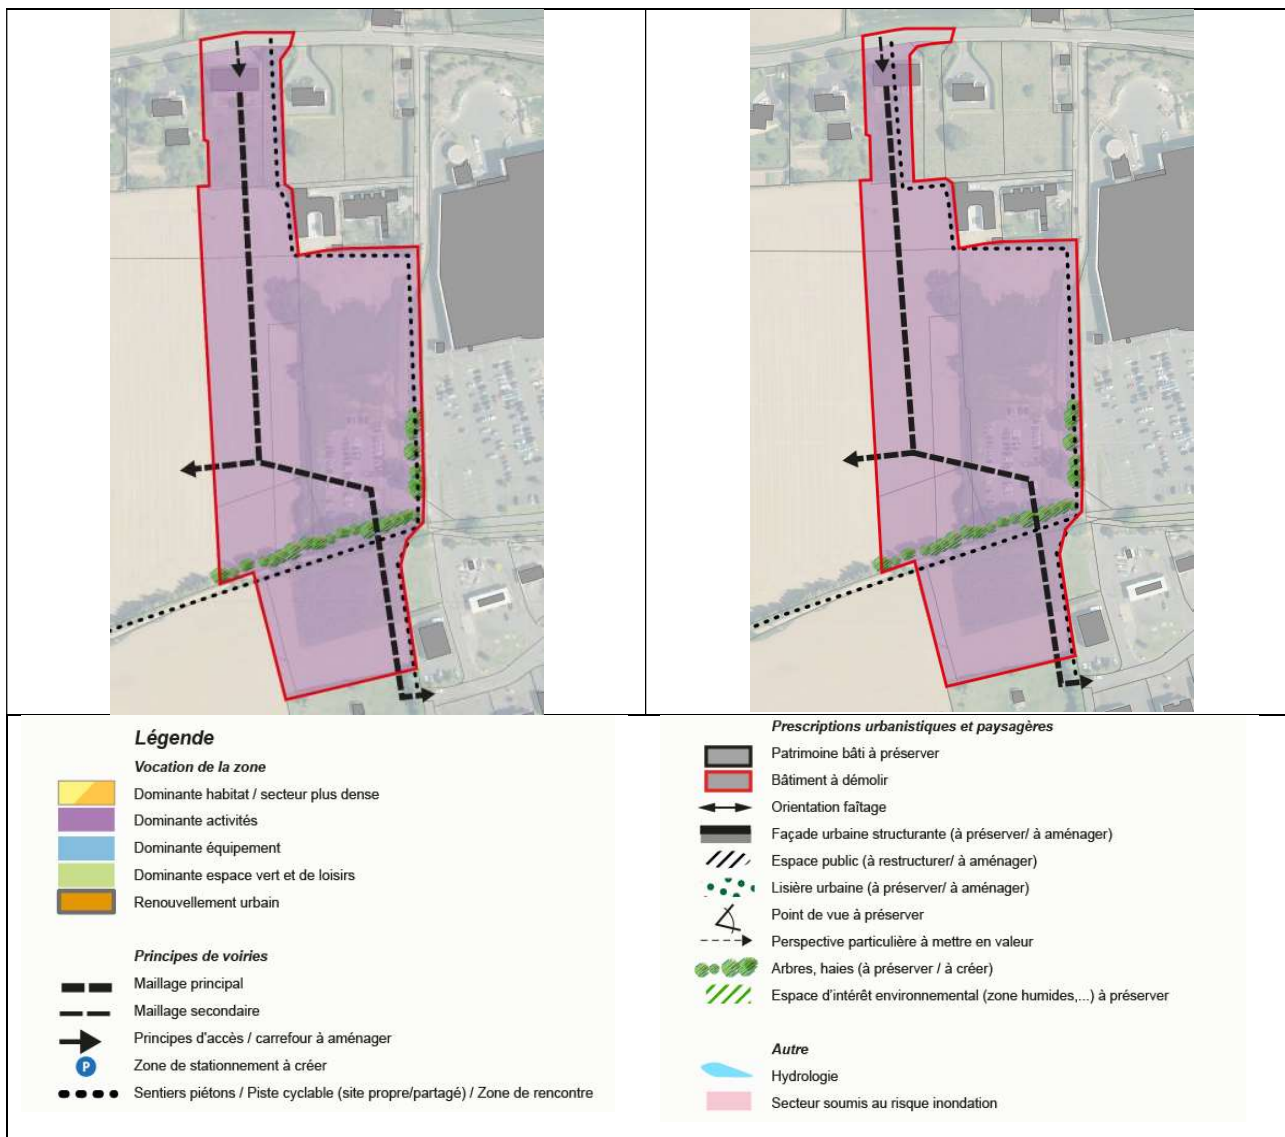 Légende
Vocation de la zone
Dominante habitat / secteur plus dense
Dominante activités
Dominante équipement
Dominante espace vert et de loisirs
Renouvellement urbain
Principes de voiries
Maillage principal
Maillage secondaire
Principes d'accès / carrefour à aménager
P
Zone de stationnement à créer
Sentiers piétons / Piste cyclable (site propre/partagé) / Zone de rencontre
Prescriptions urbanistiques et paysagères
Patrimoine bâti à préserver
Bâtiment à démolir
Orientation faîtage
Façade urbaine structurante (à préserver/ à aménager)
Espace public (à restructurer/ à aménager)
Lisière urbaine (à préserver/ à aménager)
Point de vue à préserver
Perspective particulière à mettre en valeur
Arbres, haies (à préserver / à créer)
Espace d'intérêt environnemental (zone humides,...) à préserver
Autre
Hydrologie
Secteur soumis au risque inondation